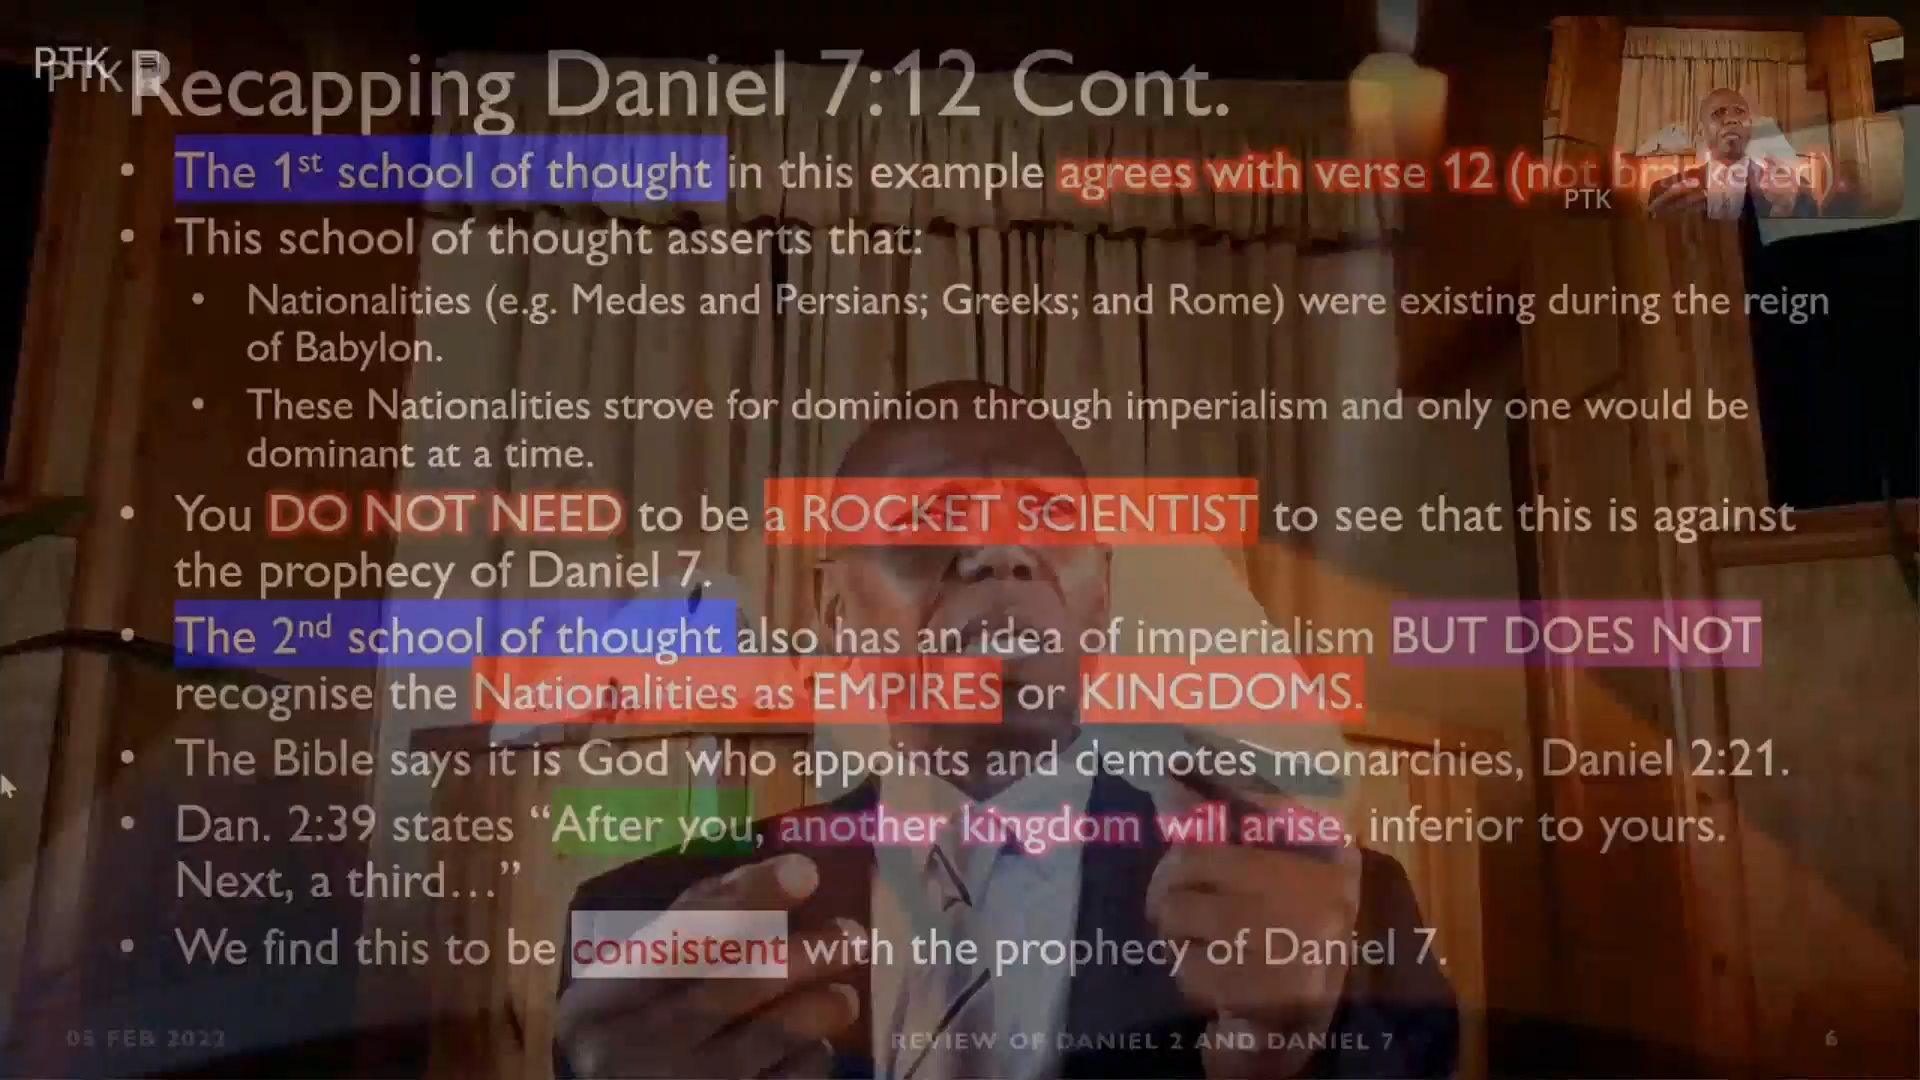 PTK
PTK
Recapping Daniel 7:12 Cont.
• The 1st school of thought in this example agrees with verse 12 (not bracketed).
PTK
• This school of thought asserts that:
• Nationalities (e.g. Medes and Persians; Greeks; and Rome) were existing during the reign
of Babylon.
• These Nationalities strove for dominion through imperialism and only one would be
dominant at a time.
• You DO NOT NEED to be a ROCKET SCIENTIST to see that this is against
the prophecy of Daniel 7.
• The 2nd school of thought also has an idea of imperialism BUT DOES NOT
recognise the Nationalities as EMPIRES or KINGDOMS.
• The Bible says it is God who appoints and demotes monarchies, Daniel 2:21.
• Dan. 2:39 states “After you, another kingdom will arise, inferior to yours.
Next, a third…”
• We find this to be consistent with the prophecy of Daniel 7.
05 FEB 2022
REVIEW OF DANIEL 2 AND DANIEL 7
6